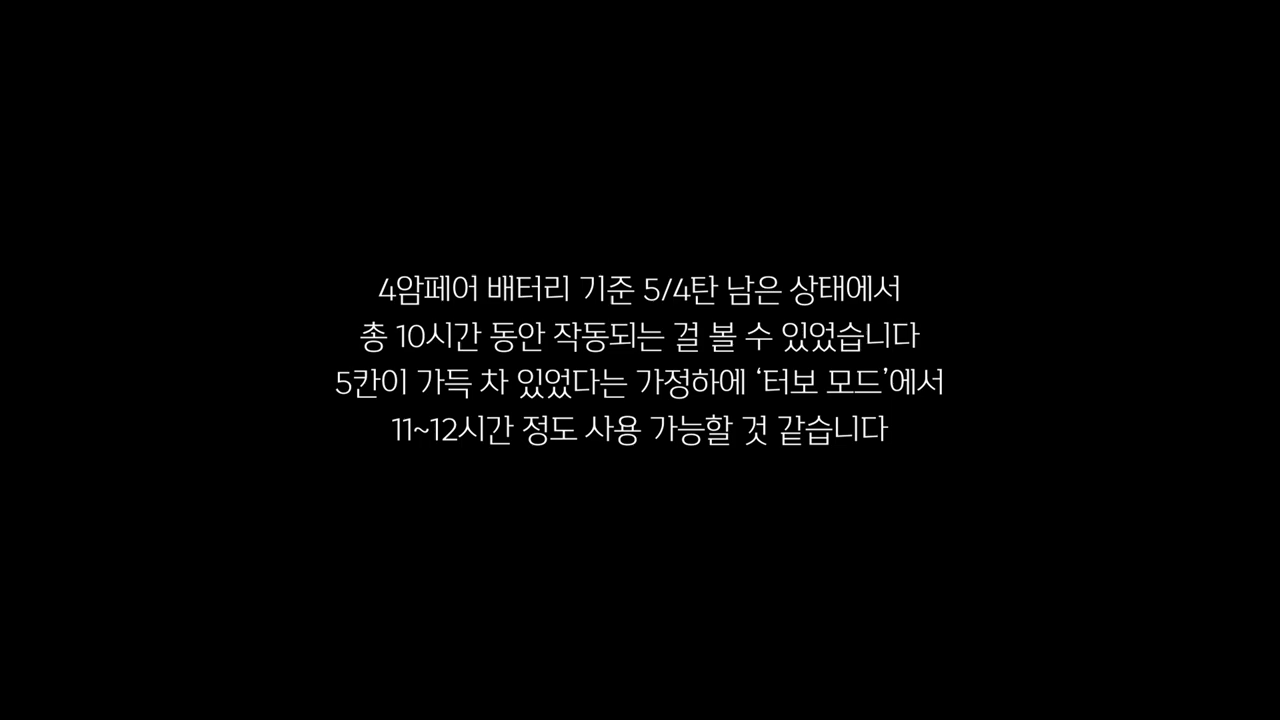 4암페어 배터리 기준 5/4탄 남은 상태에서
총 10시간 동안 작동되는 걸 볼 수 있었습니다
5칸이 가득 차 있었다는 가정하에 ‘터보 모드’에서
11~12시간 정도 사용 가능할 것 같습니다